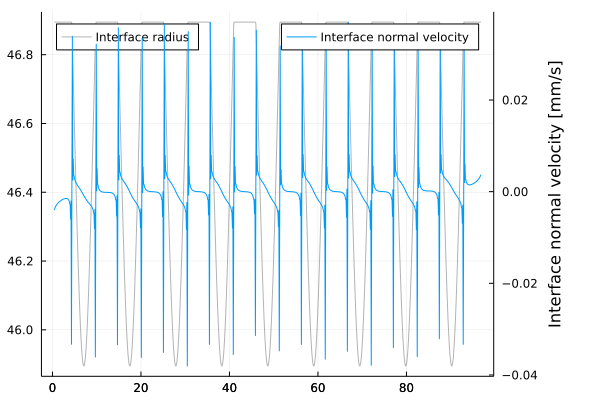 Interface radius
Interface normal velocity
46.8
46.6
46.4
46.2
46.0
0.02
0.00
−0.02
−0.04
Interface normal velocity [mm/s]
0 20 40 60 80